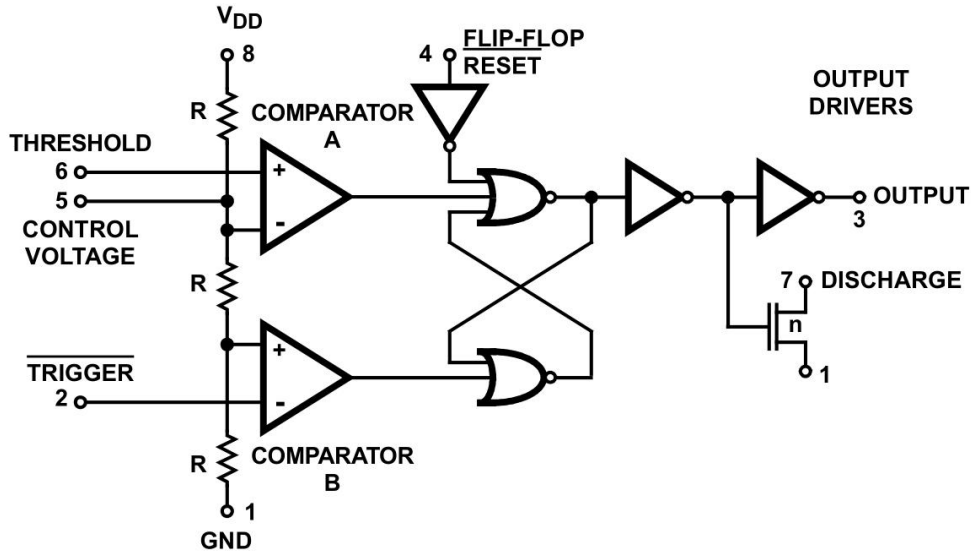 VDD
8
4
FLIP-FLOP
RESET
OUTPUT
DRIVERS
R
COMPARATOR
A
THRESHOLD
6
+
5
-
CONTROL
VOLTAGE
OUTPUT
3
R
7
DISCHARGE
n
+
TRIGGER
2
-
1
R
COMPARATOR
B
1
GND